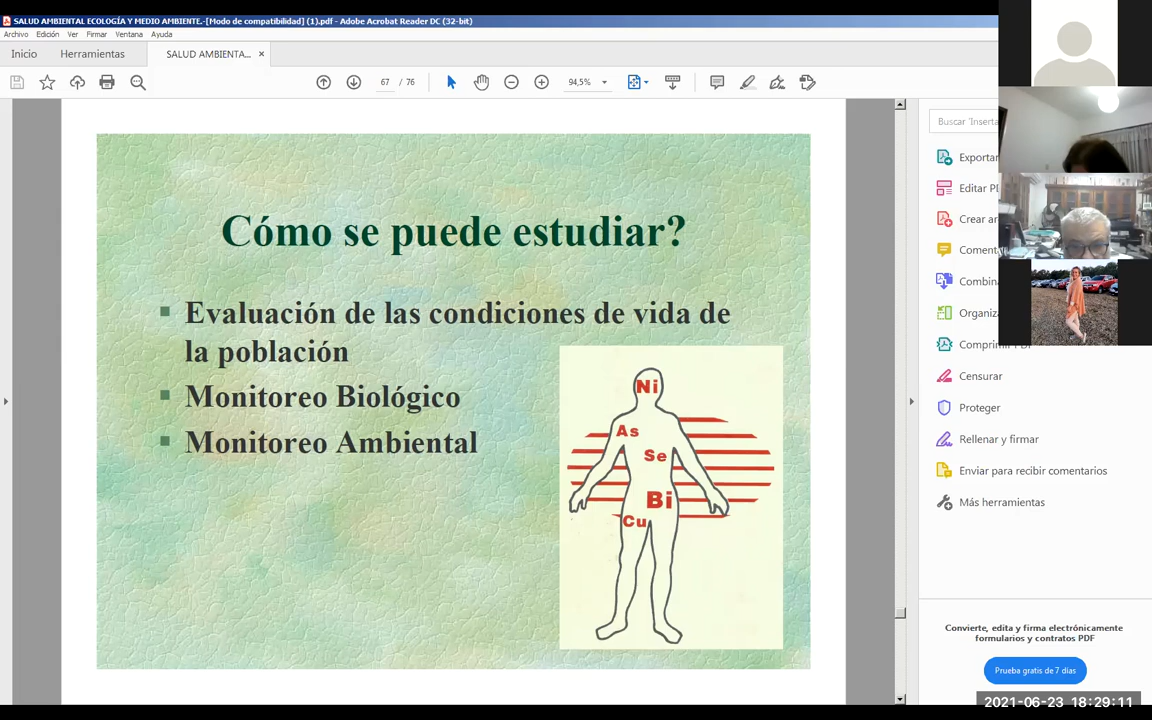 SALUD AMBIENTAL ECOLOGÍA Y MEDIO AMBIENTE.-[Modo de compatibilidad] (1).pdf - Adobe Acrobat Reader DC (32-bit)
Archivo Edición Ver Firmar Ventana Ayuda
Inicio Herramientas SALUD AMBIENTA... ×
67 / 76 94,5%
Buscar 'Inserta
Exportar
Editar PD
Crear ar
Coment
Combin
Organiz
Comprimir PDF
Censurar
Proteger
Rellenar y firmar
Enviar para recibir comentarios
Más herramientas
Cómo se puede estudiar?
Evaluación de las condiciones de vida de
la población
Monitoreo Biológico
Monitoreo Ambiental
Ni
As
Se
Bi
Cu
Convierte, edita y firma electrónicamente
formularios y contratos PDF
Prueba gratis de 7 días
2021-06-23 18:29:11